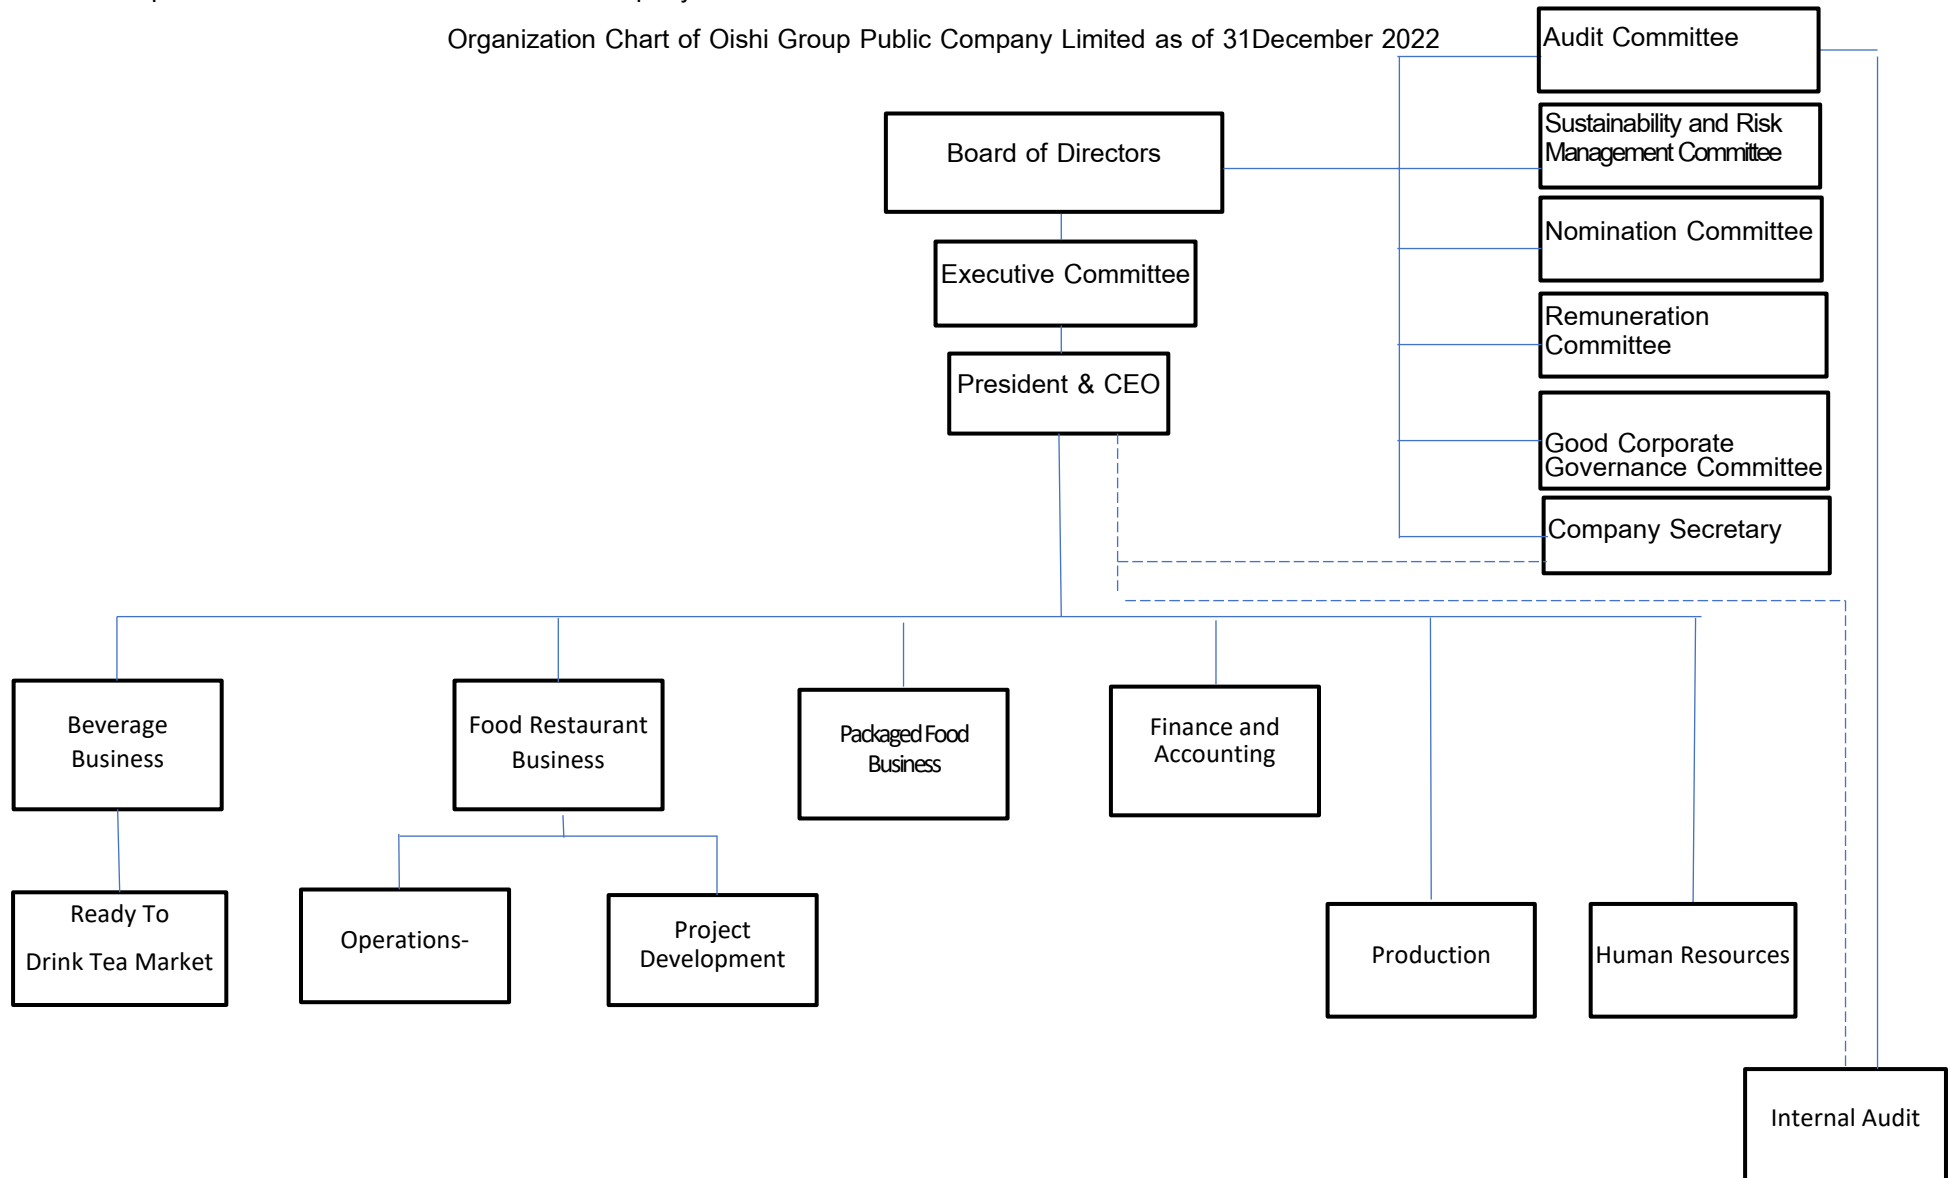 Organization Chart of Oishi Group Public Company Limited as of 31December 2022
Audit Committee
Sustainability and Risk
Management Committee
Board of Directors
Nomination Committee
Executive Committee
Remuneration
Committee
President & CEO
Good Corporate
Governance Committee
Company Secretary
Beverage
Business
Food Restaurant
Business
Packaged Food
Business
Finance and
Accounting
Ready To
Drink Tea Market
Operations-
Project
Development
Production
Human Resources
Internal Audit